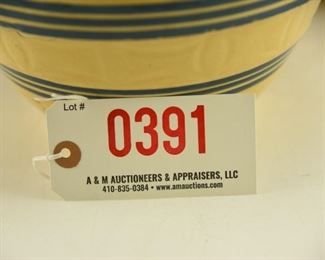 Lot #
0391
A & M AUCTIONEERS & APPRAISERS, LLC
410-835-0384 • www.amauctions.com